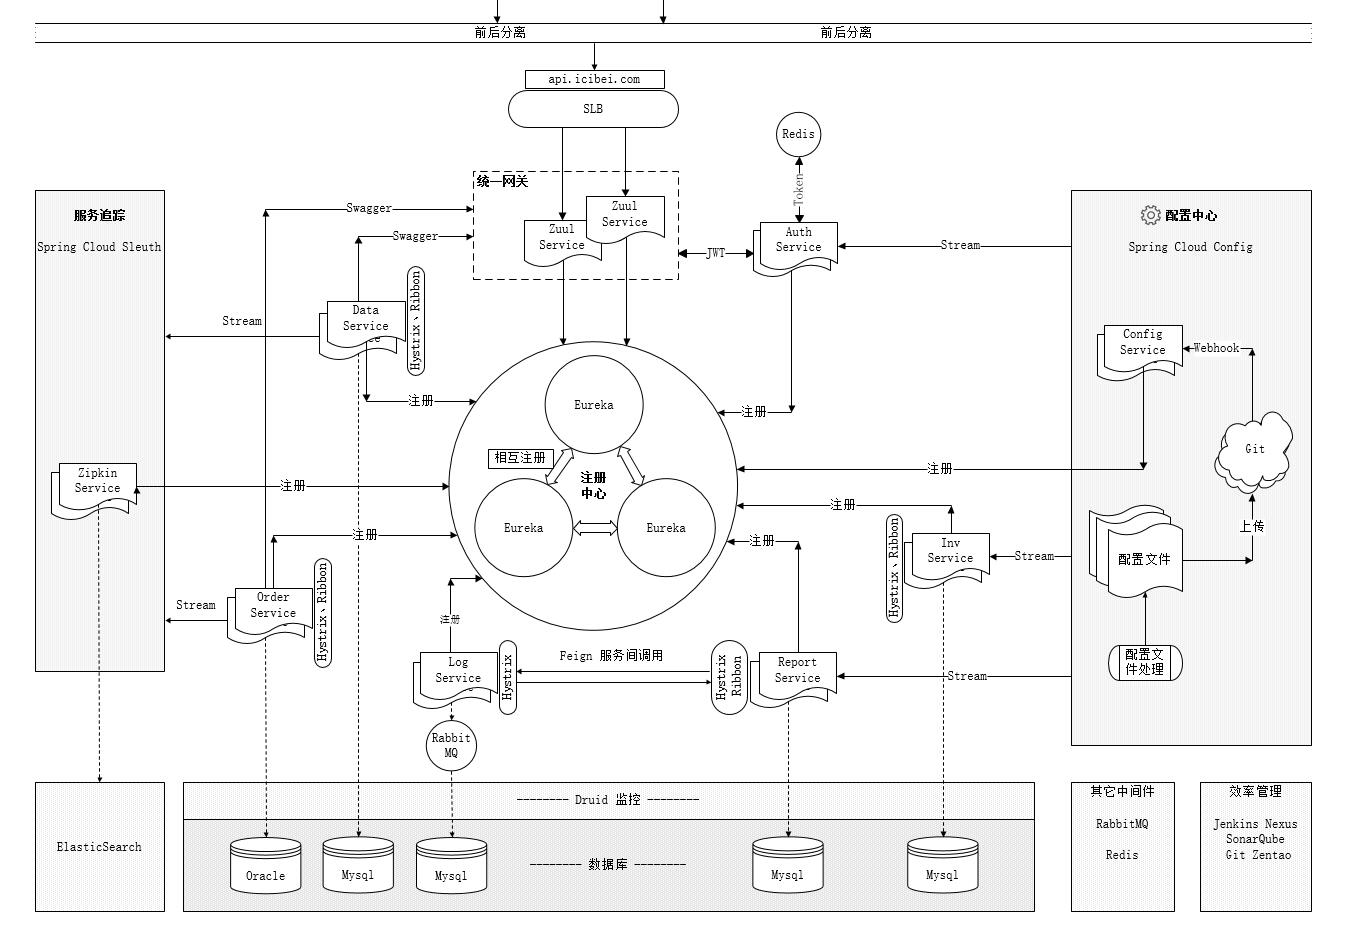 前后分离
前后分离
api.icibei.com
SLB
Redis
Token
统一网关
Zuul
Service
Zuul
Service
Auth
Service
JWT
Swagger
Swagger
Stream
服务追踪
Spring Cloud Sleuth
配置中心
Spring Cloud Config
Data
Service
ce
Hystrix、Ribbon
Stream
注册
注册
Config
Service
Webhook
Git
上传
配置文件
配置文
件处理
Eureka
相互注册
注册
中心
Eureka
Eureka
注册
Zipkin
Service
注册
注册
注册
Inv
Service
Hystrix、Ribbon
Stream
注册
Order
Service
Hystrix、Ribbon
Stream
注册
Log
Service
Hystrix
Feign 服务间调用
Hystrix
Ribbon
Report
Service
Stream
Rabbit
MQ
-------- Druid 监控 --------
-------- 数据库 --------
ElasticSearch
Oracle
Mysql
Mysql
Mysql
Mysql
其它中间件
RabbitMQ
Redis
效率管理
Jenkins Nexus
SonarQube
Git Zentao